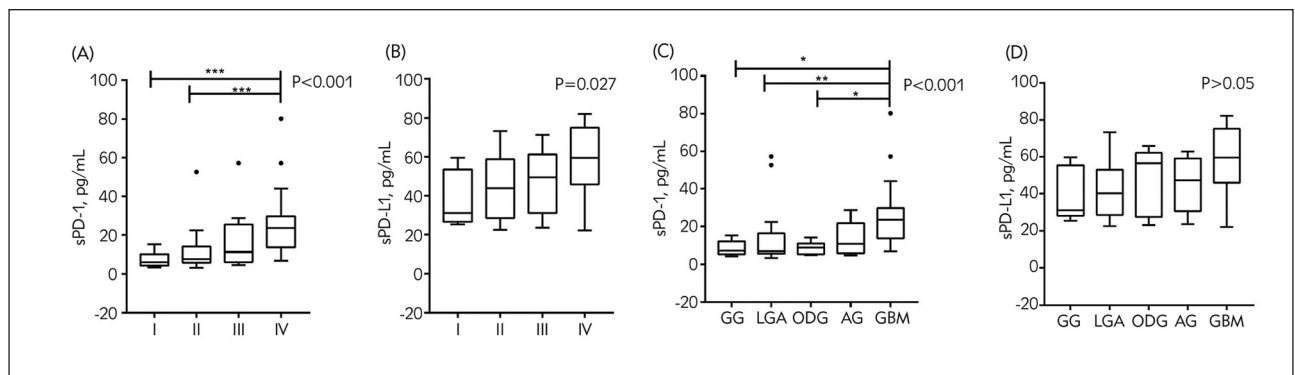 (A)
***
***
P<0.001
100
80
60
40
20
0
-20
sPD-1, pg/mL
I II III IV
(B)
P=0.027
100
80
60
40
20
0
-20
sPD-L1, pg/mL
I II III IV
(C)
*
**
*
P<0.001
100
80
60
40
20
0
-20
sPD-1, pg/mL
GG LGA ODG AG GBM
(D)
P>0.05
100
80
60
40
20
0
-20
sPD-L1, pg/mL
GG LGA ODG AG GBM